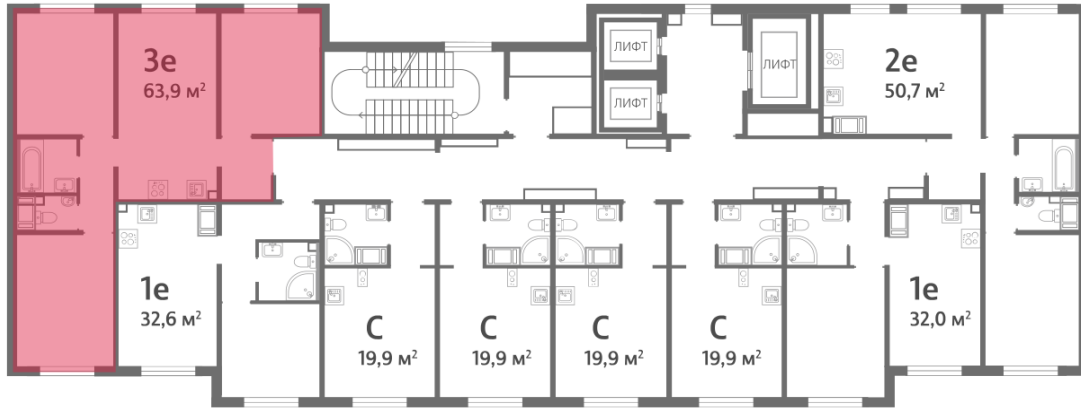 3е
63,9 м²
ЛИФТ
ЛИФТ
ЛИФТ
2е
50,7 м²
1е
32,6 м²
С
19,9 м²
С
19,9 м²
С
19,9 м²
С
19,9 м²
1е
32,0 м²